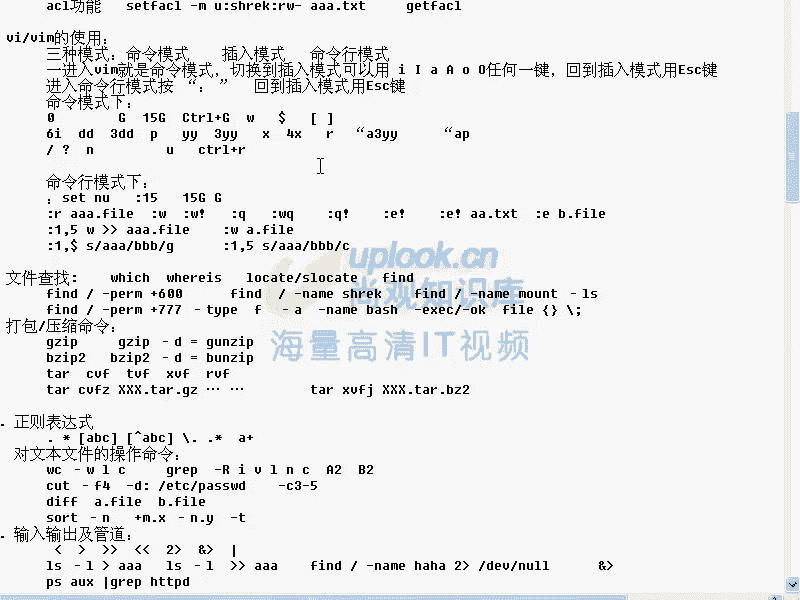 acl功能 setfacl -m u:shrek:rw- aaa.txt getfacl
vi/vim的使用:
三种模式: 命令模式 插入模式 命令行模式
一进入vim就是命令模式, 切换到插入模式可以用 i I a A o O任何一键, 回到插入模式用Esc键
进入命令行模式按 “: ” 回到插入模式用Esc键
命令模式下:
0 G 15G Ctrl+G w $ [ ]
6i dd 3dd p yy 3yy x 4x r “a3yy “ap
/ ? n u ctrl+r
命令行模式下:
: set nu :15 15G G
:r aaa.file :w :w! :q :wq :q! :e! :e! aa.txt :e b.file
:1,5 w >> aaa.file :w a.file
:1,$ s/aaa/bbb/g :1,5 s/aaa/bbb/c
uplook.cn
尚观知识库
海量高清IT视频
文件查找: which whereis locate/slocate find
find / -perm +600 find / -name shrek find / -name mount -ls
find / -perm +777 -type f -a -name bash -exec/-ok file {} \;
打包/压缩命令:
gzip gzip -d = gunzip
bzip2 bzip2 -d = bunzip
tar cvf tvf xvf rvf
tar cvfz XXX.tar.gz … … tar xvfj XXX.tar.bz2
. 正则表达式
. * [abc] [^abc] \. .* a+
对文本文件的操作命令:
wc -w l c grep -R i v l n c A2 B2
cut -f4 -d: /etc/passwd -c3-5
diff a.file b.file
sort -n +m.x -n.y -t
. 输入输出及管道:
< > >> << 2> &> |
ls -l > aaa ls -l >> aaa find / -name haha 2> /dev/null &>
ps aux |grep httpd